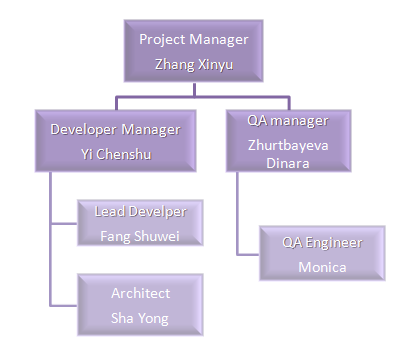 Project Manager
Zhang Xinyu
Developer Manager
Yi Chenshu
QA manager
Zhurtbayeva
Dinara
Lead Develper
Fang Shuwei
Architect
Sha Yong
QA Engineer
Monica